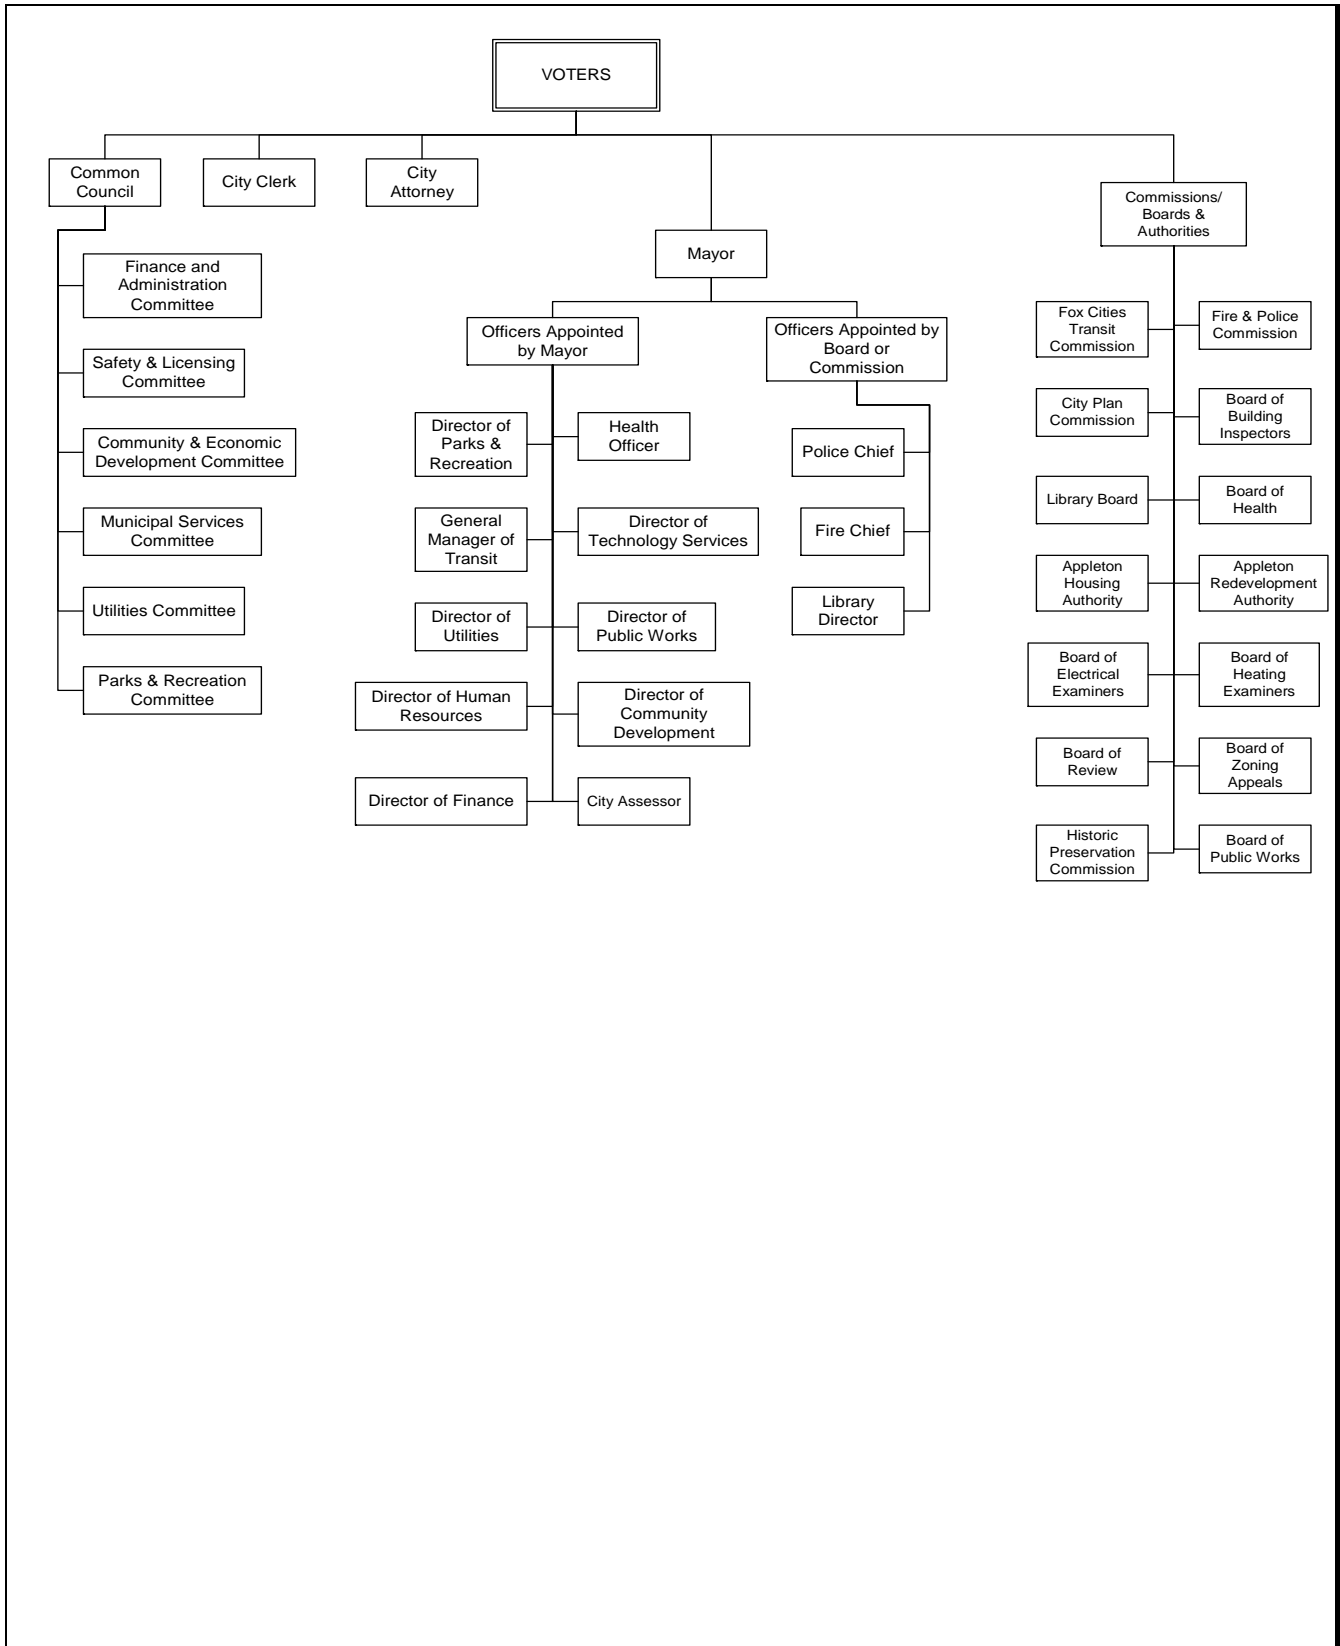 VOTERS
Common
Council
City Clerk
City
Attorney
Mayor
Commissions/
Boards &
Authorities
Finance and
Administration
Committee
Safety & Licensing
Committee
Community & Economic
Development Committee
Municipal Services
Committee
Utilities Committee
Parks & Recreation
Committee
Officers Appointed
by Mayor
Director of
Parks &
Recreation
Health
Officer
General
Manager of
Transit
Director of
Technology Services
Director of
Utilities
Director of
Public Works
Director of Human
Resources
Director of
Community
Development
Director of Finance
City Assessor
Officers Appointed by
Board or
Commission
Police Chief
Fire Chief
Library
Director
Fox Cities
Transit
Commission
Fire & Police
Commission
City Plan
Commission
Board of
Building
Inspectors
Library Board
Board of
Health
Appleton
Housing
Authority
Appleton
Redevelopment
Authority
Board of
Electrical
Examiners
Board of
Heating
Examiners
Board of
Review
Board of
Zoning
Appeals
Historic
Preservation
Commission
Board of
Public Works